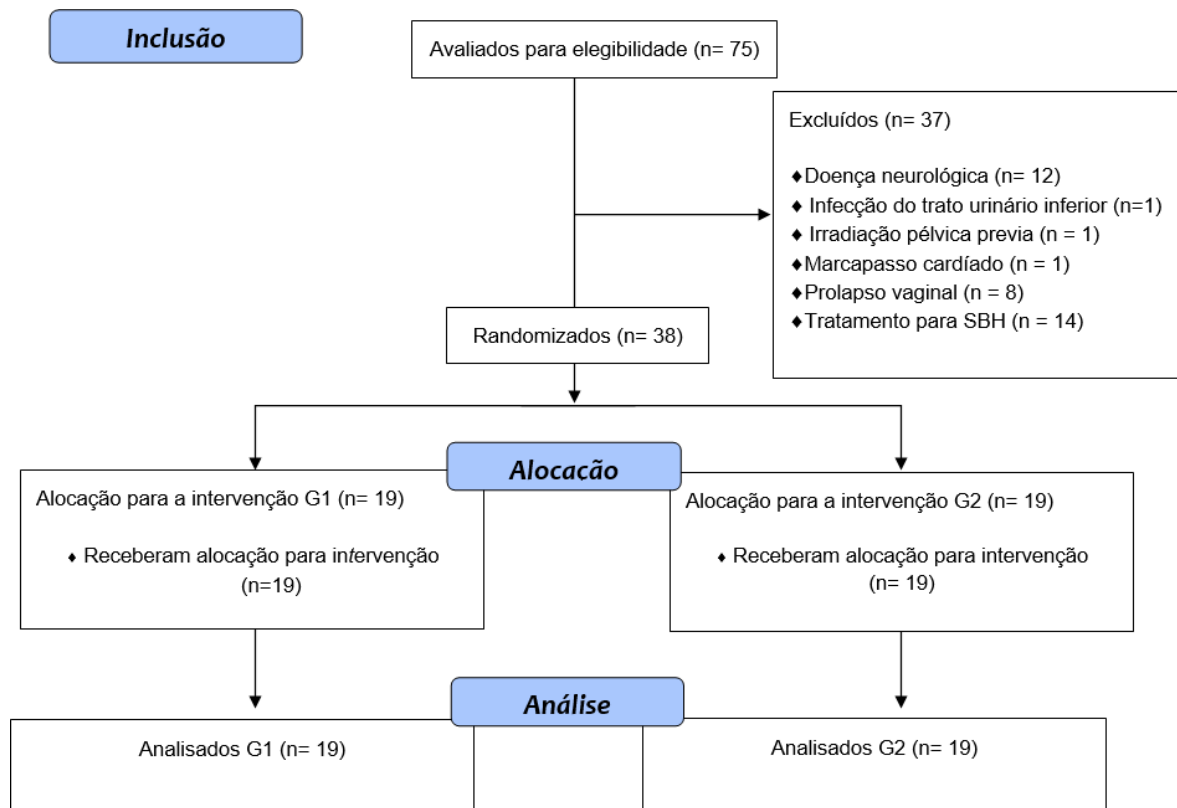 Inclusão
Avaliados para elegibilidade (n= 75)
Excluídos (n= 37)
♦Doença neurológica (n= 12)
♦ Infecção do trato urinário inferior (n=1)
♦ Irradiação pélvica previa (n = 1)
♦Marcapasso cardíado (n = 1)
♦Prolapso vaginal (n = 8)
♦Tratamento para SBH (n = 14)
Randomizados (n= 38)
Alocação
Alocação para a intervenção G1 (n= 19)
♦ Receberam alocação para intervenção
(n=19)
Alocação para a intervenção G2 (n= 19)
♦ Receberam alocação para intervenção
(n= 19)
Análise
Analisados G1 (n= 19)
Analisados G2 (n= 19)